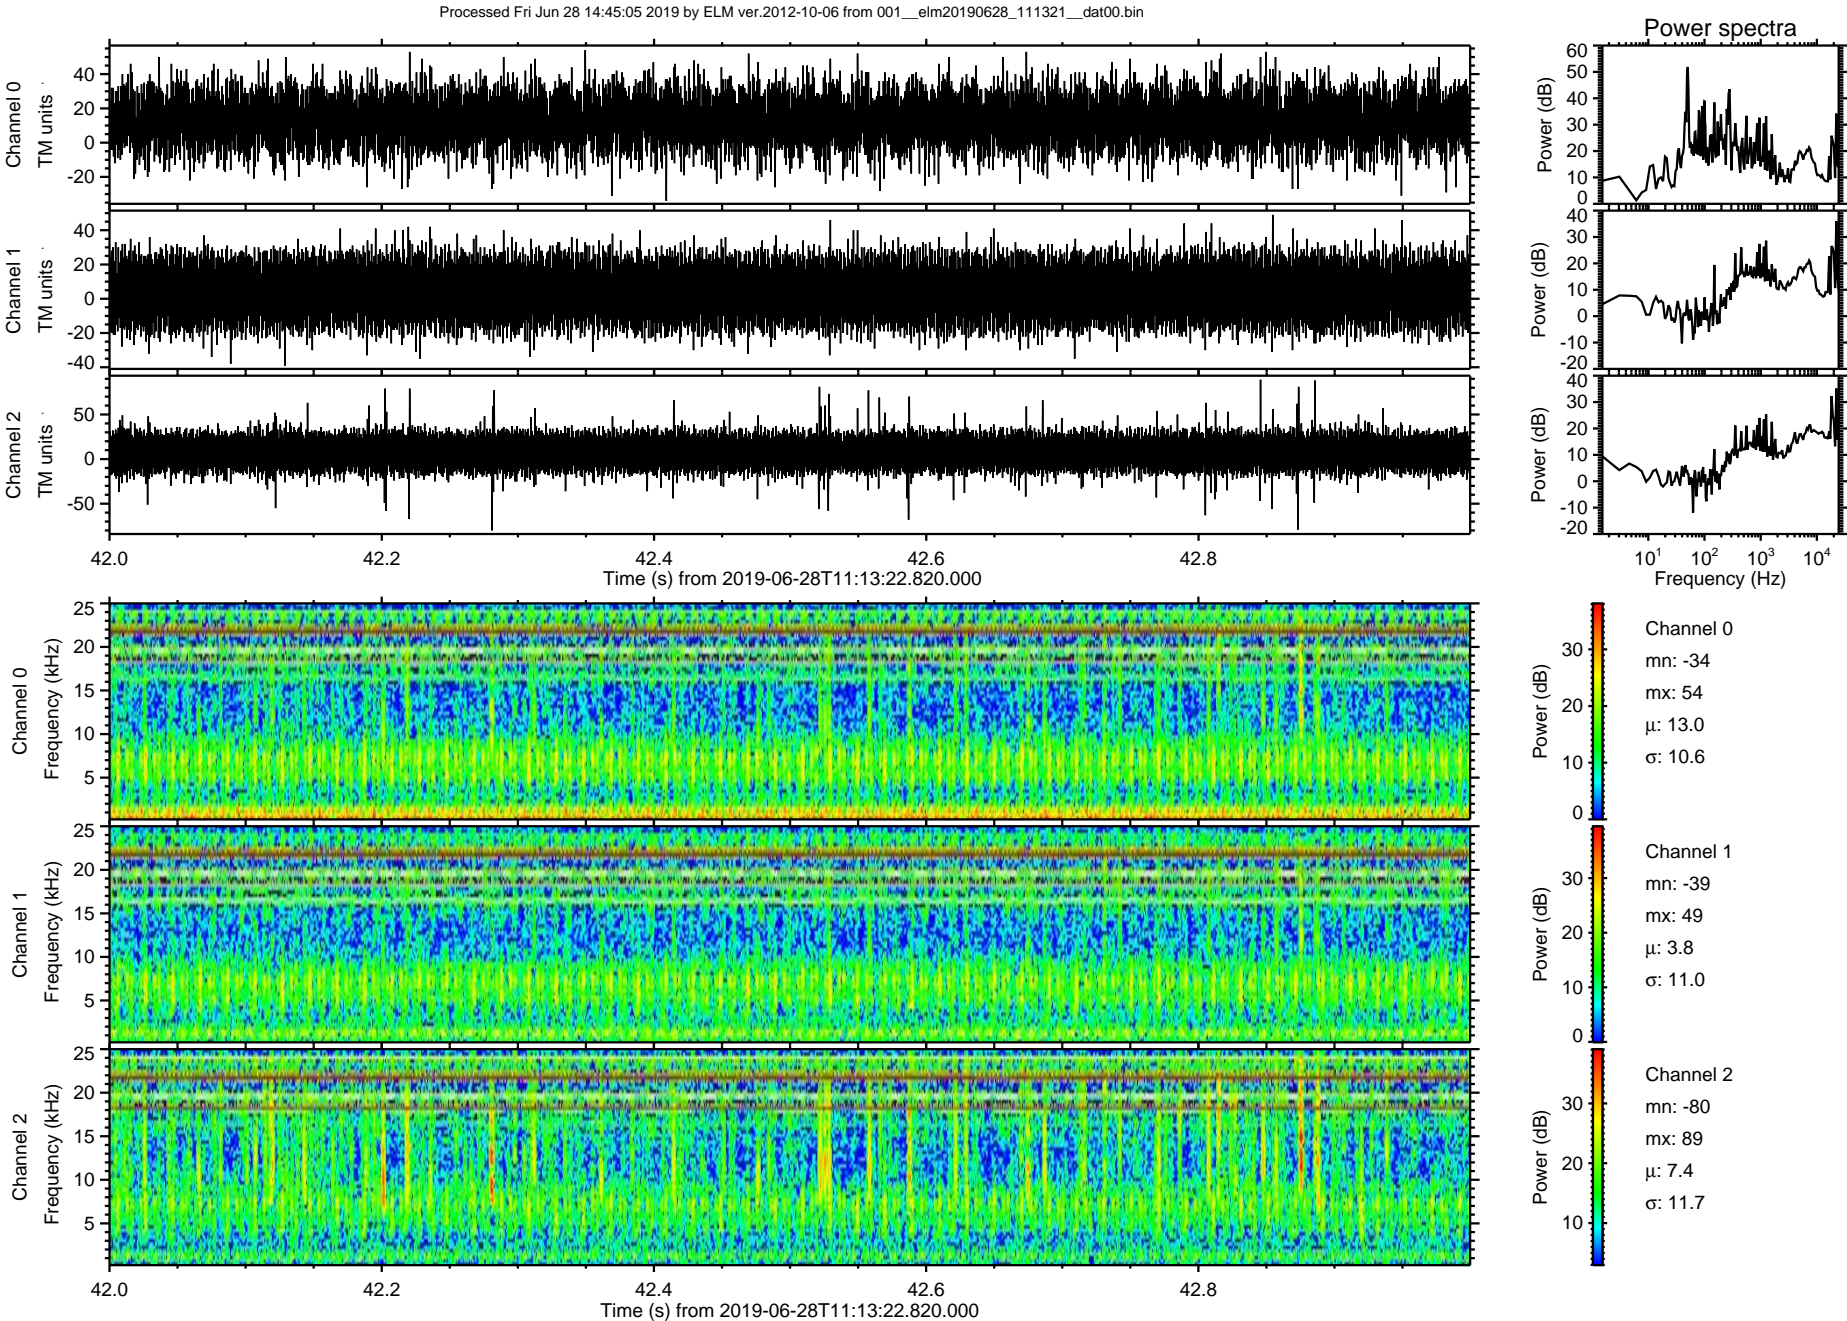 Processed Fri Jun 28 14:45:05 2019 by ELM ver.2012-10-06 from 001__elm20190628_111321__dat00.bin
Power spectra
Channel 0
TM units
40
20
0
-20
Power (dB)
60
50
40
30
20
10
0
Channel 1
TM units
40
20
0
-20
-40
Power (dB)
40
30
20
10
0
-10
-20
Channel 2
TM units
50
0
-50
Power (dB)
40
30
20
10
0
-10
-20
42.0 42.2 42.4 42.6 42.8
Time (s) from 2019-06-28T11:13:22.820.000
10¹ 10² 10³ 10⁴
Frequency (Hz)
Channel 0
Frequency (kHz)
25
20
15
10
5
Power (dB)
30
20
10
0
Channel 0
mn: -34
mx: 54
μ: 13.0
σ: 10.6
Channel 1
Frequency (kHz)
25
20
15
10
5
Power (dB)
30
20
10
0
Channel 1
mn: -39
mx: 49
μ: 3.8
σ: 11.0
Channel 2
Frequency (kHz)
25
20
15
10
5
Power (dB)
30
20
10
Channel 2
mn: -80
mx: 89
μ: 7.4
σ: 11.7
42.0 42.2 42.4 42.6 42.8
Time (s) from 2019-06-28T11:13:22.820.000